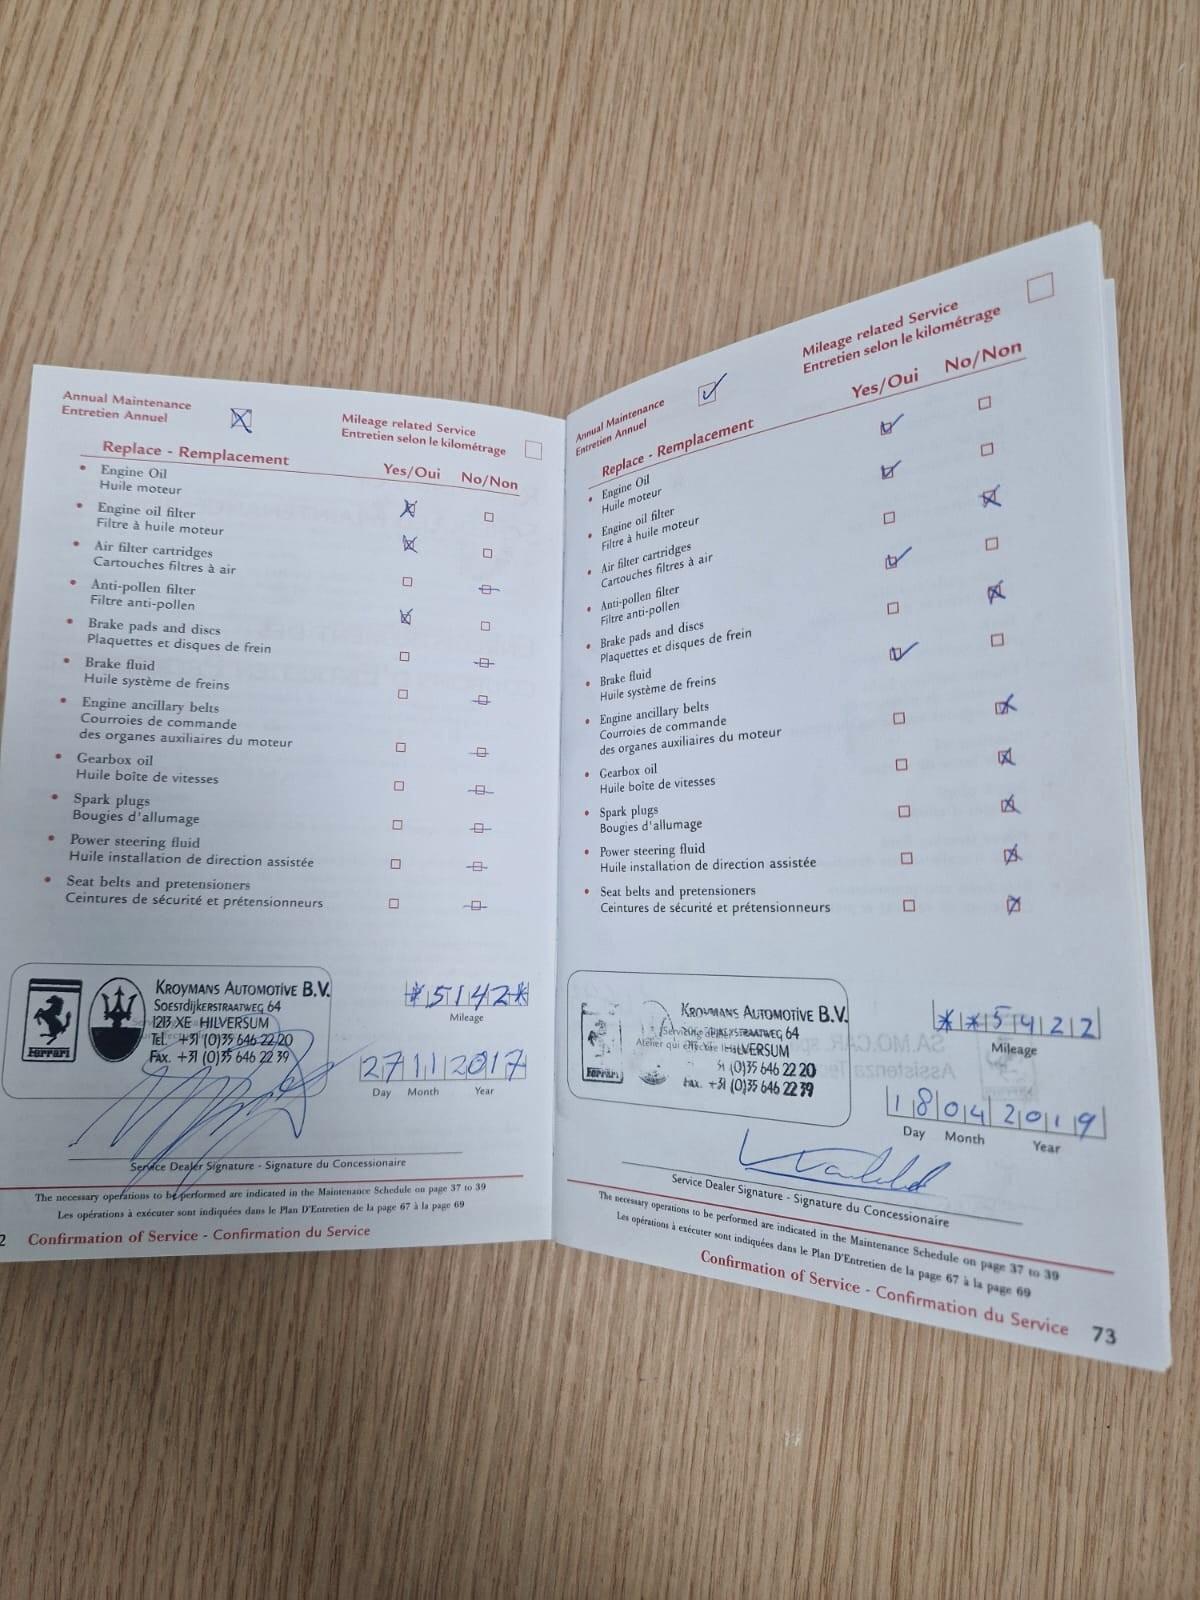 Annual Maintenance
Entretien Annuel
Mileage related Service
Entretien selon le kilométrage
Replace - Remplacement
Yes/Oui No/Non
• Engine Oil
Huile moteur
• Engine oil filter
Filtre à huile moteur
• Air filter cartridges
Cartouches filtres à air
• Anti-pollen filter
Filtre anti-pollen
• Brake pads and discs
Plaquettes et disques de frein
• Brake fluid
Huile système de freins
• Engine ancillary belts
Courroies de commande
des organes auxiliaires du moteur
• Gearbox oil
Huile boîte de vitesses
• Spark plugs
Bougies d'allumage
• Power steering fluid
Huile installation de direction assistée
• Seat belts and pretensioners
Ceintures de sécurité et prétensionneurs
Ferrari
KROYMANS AUTOMOTIVE B.V.
SOESTDIJKERSTRAATWEG 64
1213 XE HILVERSUM
TEL. +31 (0)35 646 22 20
FAX. +31 (0)35 646 22 39
*5142*
Mileage
27 11 2017
Day Month Year
Service Dealer Signature - Signature du Concessionaire
The necessary operations to be performed are indicated in the Maintenance Schedule on page 37 to 39
Les opérations à exécuter sont indiquées dans le Plan D'Entretien de la page 67 à la page 69
2 Confirmation of Service - Confirmation du Service
Annual Maintenance
Entretien Annuel
Mileage related Service
Entretien selon le kilométrage
Replace - Remplacement
Yes/Oui No/Non
• Engine Oil
Huile moteur
• Engine oil filter
Filtre à huile moteur
• Air filter cartridges
Cartouches filtres à air
• Anti-pollen filter
Filtre anti-pollen
• Brake pads and discs
Plaquettes et disques de frein
• Brake fluid
Huile système de freins
• Engine ancillary belts
Courroies de commande
des organes auxiliaires du moteur
• Gearbox oil
Huile boîte de vitesses
• Spark plugs
Bougies d'allumage
• Power steering fluid
Huile installation de direction assistée
• Seat belts and pretensioners
Ceintures de sécurité et prétensionneurs
Ferrari
KROYMANS AUTOMOTIVE B.V.
64
HILVERSUM
(0)35 646 22 20
FAX. +31 (0)35 646 22 39
**5422
Mileage
18 04 2019
Day Month Year
Service Dealer Signature - Signature du Concessionaire
The necessary operations to be performed are indicated in the Maintenance Schedule on page 37 to 39
Les opérations à exécuter sont indiquées dans le Plan D'Entretien de la page 67 à la page 69
Confirmation of Service - Confirmation du Service 73